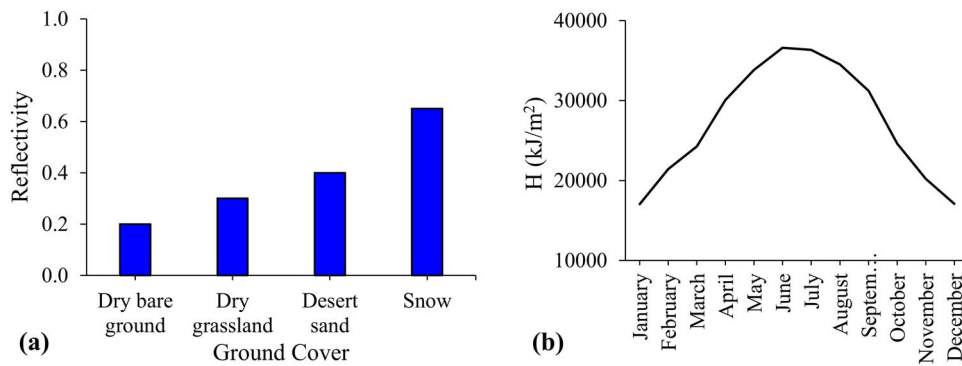 1.0
0.8
0.6
0.4
0.2
0.0
Reflectivity
Dry bare
ground
Dry
grassland
Desert
sand
Snow
Ground Cover
(a)
40000
30000
20000
10000
H (kJ/m²)
January
February
March
April
May
June
July
August
Septem…
October
November
December
(b)